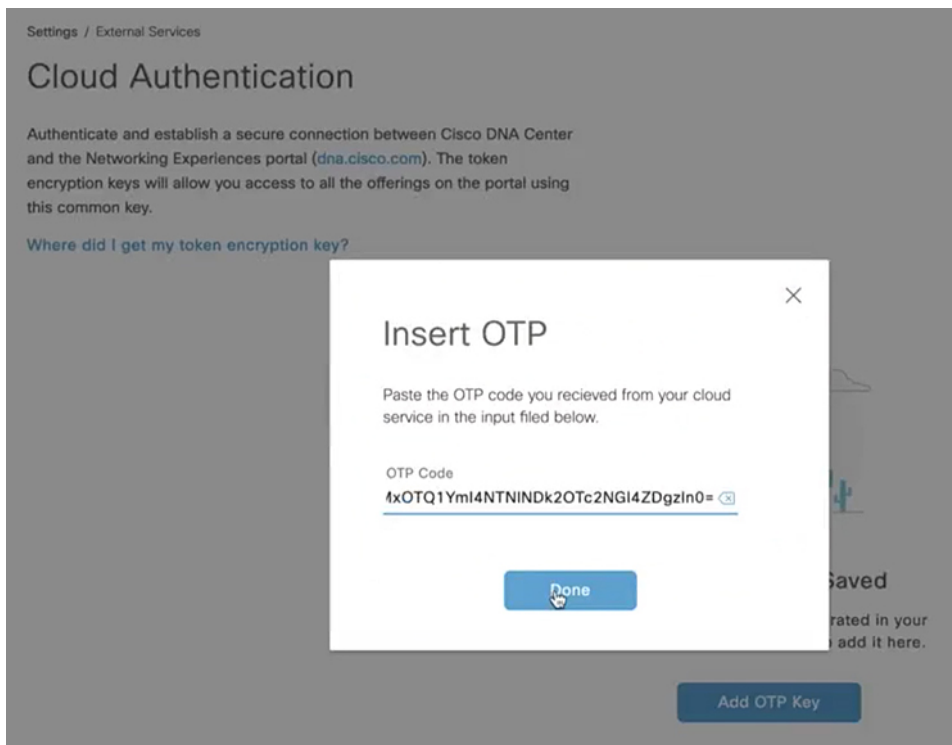 Settings / External Services
Cloud Authentication
Authenticate and establish a secure connection between Cisco DNA Center
and the Networking Experiences portal (dna.cisco.com). The token
encryption keys will allow you access to all the offerings on the portal using
this common key.
Where did I get my token encryption key?
Insert OTP
Paste the OTP code you recieved from your cloud
service in the input filed below.
OTP Code
Done
Saved
rated in your
add it here.
Add OTP Key